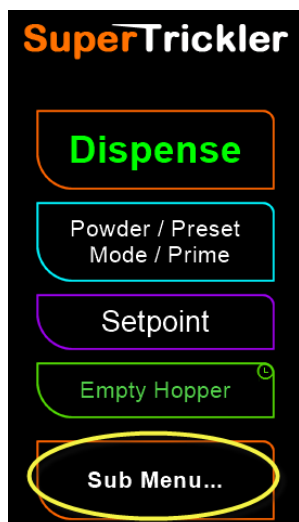 SuperTrickler
Dispense
Powder / Preset
Mode / Prime
Setpoint
Empty Hopper
Sub Menu...